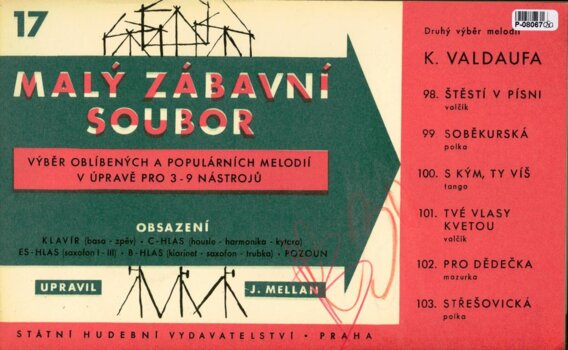 17
MALÝ ZÁBAVNÍ
SOUBOR
VÝBĚR OBLÍBENÝCH A POPULÁRNÍCH MELODIÍ
V ÚPRAVĚ PRO 3-9 NÁSTROJŮ
OBSAZENÍ
KLAVÍR (basa - zpěv) • C-HLAS (housle - harmonika - kytara)
ES-HLAS (saxofon I - III) • B-HLAS (klarinet - saxofon - trubka) • POZOUN
UPRAVIL
J. MELLAN
STÁTNÍ HUDEBNÍ VYDAVATELSTVÍ • PRAHA
P-08067
Druhý výběr melodií
K. VALDAUFA
98. ŠTĚSTÍ V PÍSNI
valčík
99 SOBĚKURSKÁ
polka
100. S KÝM, TY VÍŠ
tango
101. TVÉ VLASY
KVETOU
valčík
102. PRO DĚDEČKA
mazurka
103. STŘEŠOVICKÁ
polka